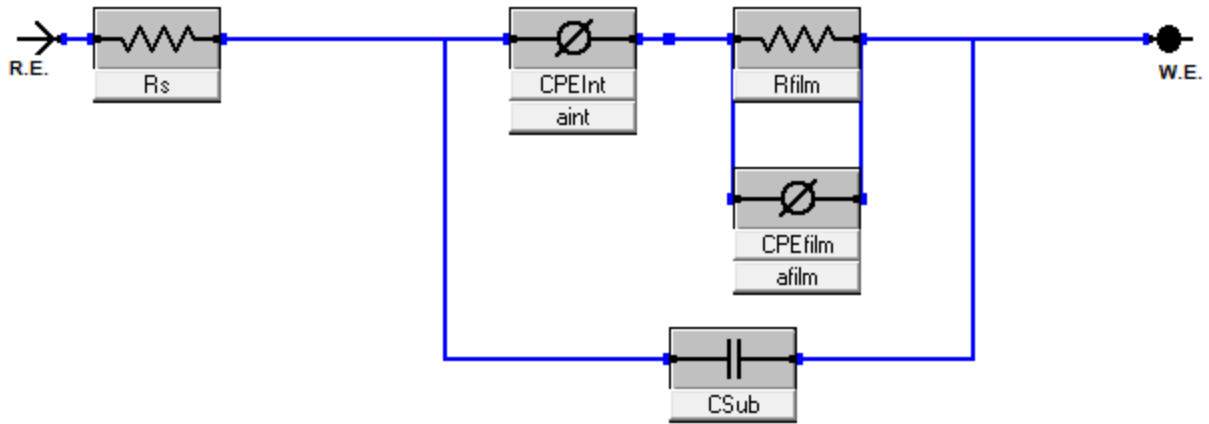 R.E.
Rs
CPEInt
aint
Rfilm
W.E.
CPEfilm
afilm
CSub